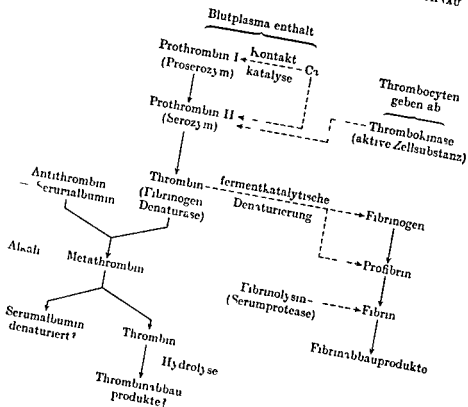 Blutplasma enthalt
Prothrombin I
(Proserozym)
Kontakt
katalyse
Ca
Thrombocyten
geben ab
Thrombokinase
(aktive Zellsubstanz)
Prothrombin II
(Serozym)
Antithrombin
Serumalbumin
Thrombin
(Fibrinogen
Denaturase)
fermentkatalytische
Denaturierung
Fibrinogen
Profibrin
Alkali
Metathrombin
Fibrinolysin
(Serumprotease)
Fibrin
Serumalbumin
denaturiert?
Thrombin
Fibrinabbauprodukte
Hydrolyse
Thrombinabbau
produkte?